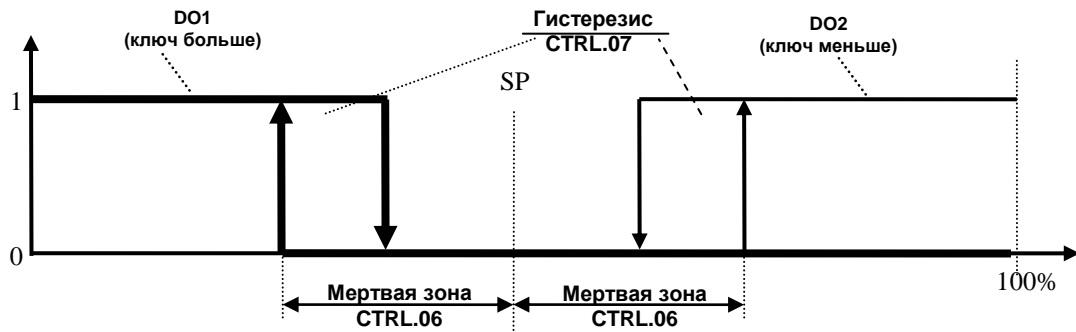 DO1
(ключ больше)
Гистерезис
CTRL.07
DO2
(ключ меньше)
SP
1
0
100%
Мертвая зона
CTRL.06
Мертвая зона
CTRL.06